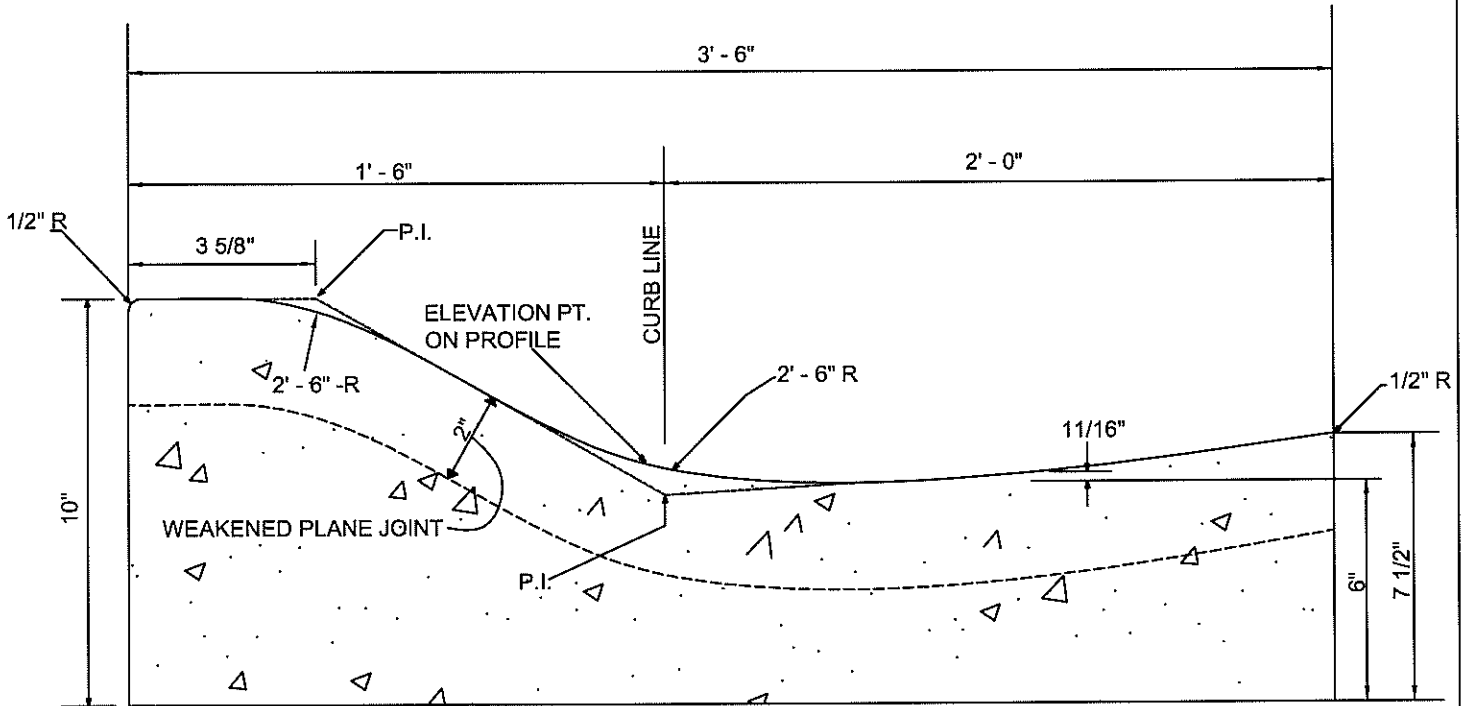 3' - 6"
1' - 6"
2' - 0"
1/2" R
3 5/8"
P.I.
CURB LINE
ELEVATION PT.
ON PROFILE
2' - 6" -R
2' - 6" R
1/2" R
11/16"
2"
10"
WEAKENED PLANE JOINT
P.I.
6"
7 1/2"